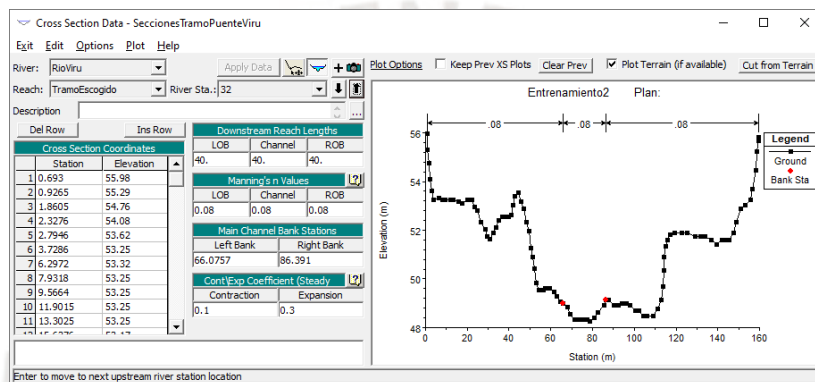 Cross Section Data - SeccionesTramoPuenteViru
Exit Edit Options Plot Help
River: RioViru Apply Data
Reach: TramoEscogido River Sta.: 32
Description ...
Del Row Ins Row
Cross Section Coordinates
Station Elevation
1 0.693 55.98
2 0.9265 55.29
3 1.8605 54.76
4 2.3276 54.08
5 2.7946 53.62
6 3.7286 53.25
7 6.2972 53.32
8 7.9318 53.25
9 9.5664 53.25
10 11.9015 53.25
11 13.3025 53.25
Downstream Reach Lengths
LOB Channel ROB
40. 40. 40.
Manning's n Values
LOB Channel ROB
0.08 0.08 0.08
Main Channel Bank Stations
Left Bank Right Bank
66.0757 86.391
Cont\Exp Coefficient (Steady
Contraction Expansion
0.1 0.3
Plot Options Keep Prev XS Plots Clear Prev Plot Terrain (if available) Cut from Terrain
Entrenamiento2 Plan:
.08 .08 .08
Legend
Ground
Bank Sta
Elevation (m)
56
54
52
50
48
0 20 40 60 80 100 120 140 160
Station (m)
Enter to move to next upstream river station location